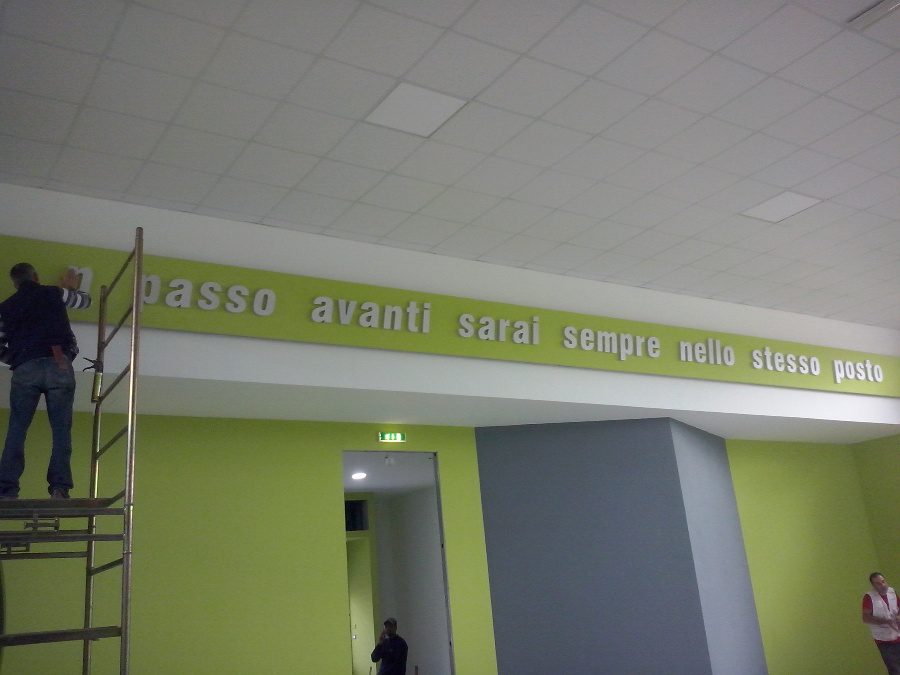 n passo avanti sarai sempre nello stesso posto